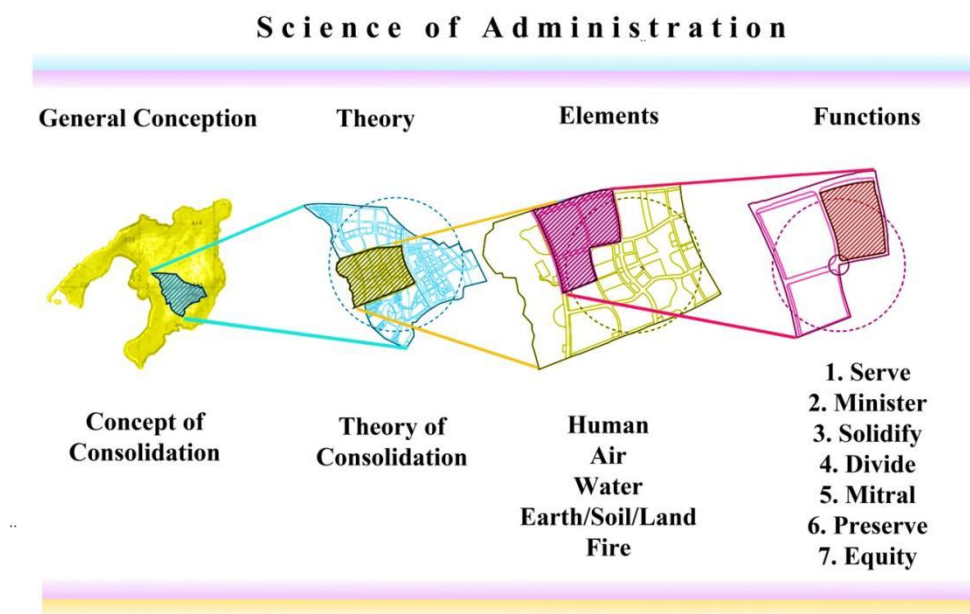 Science of Administration
General Conception
Theory
Elements
Functions
Concept of
Consolidation
Theory of
Consolidation
Human
Air
Water
Earth/Soil/Land
Fire
1. Serve
2. Minister
3. Solidify
4. Divide
5. Mitral
6. Preserve
7. Equity